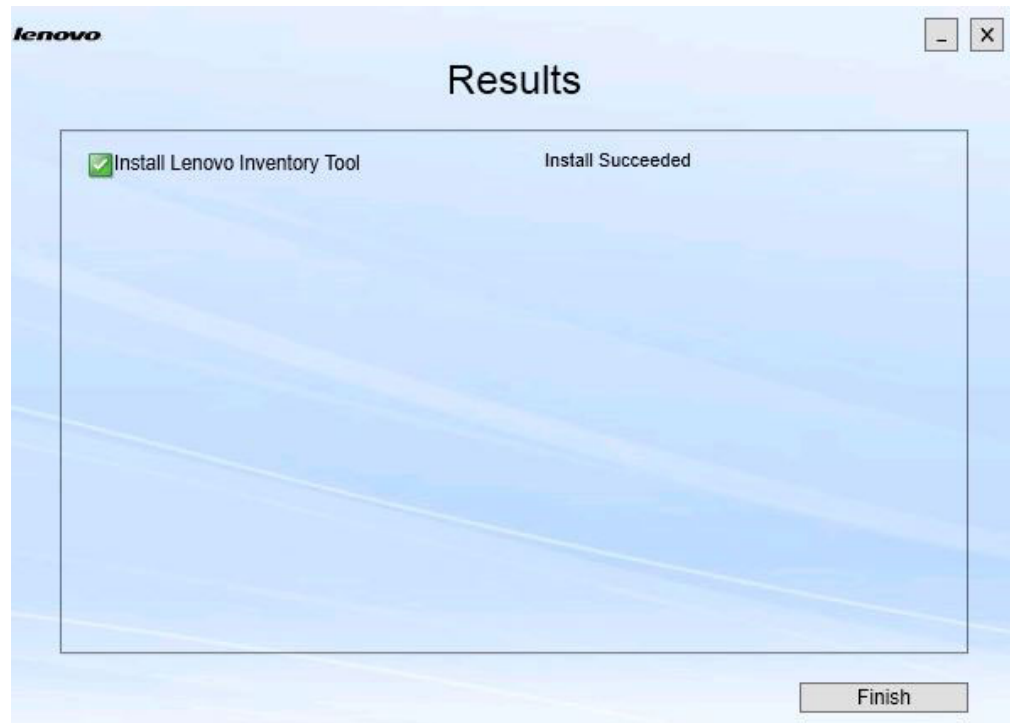 lenovo
Results
Install Lenovo Inventory Tool Install Succeeded
Finish